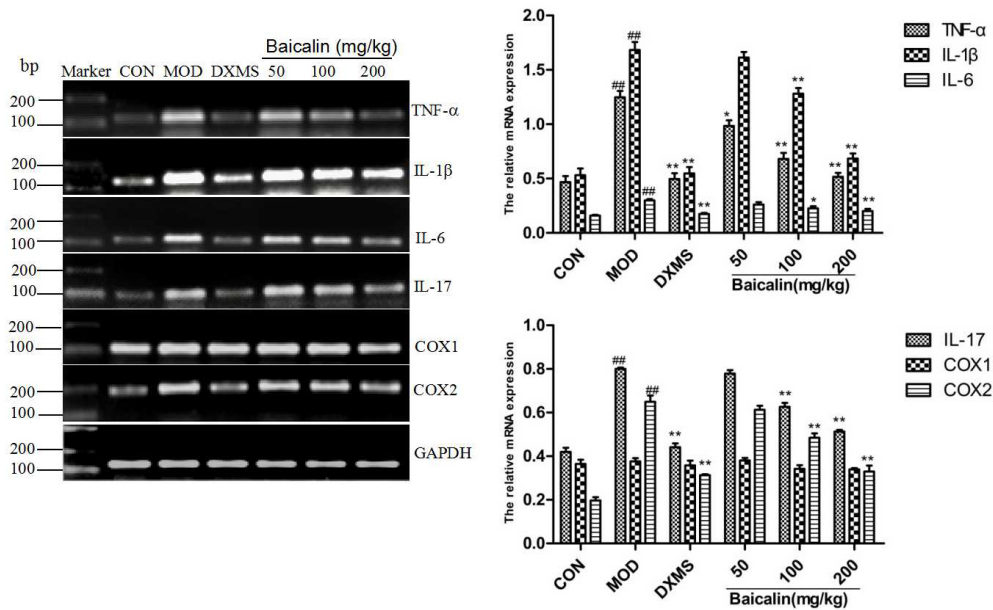 Baicalin (mg/kg)
bp Marker CON MOD DXMS 50 100 200
200
100
TNF-α
200
100
IL-1β
200
100
IL-6
200
100
IL-17
200
100
COX1
200
100
COX2
200
100
GAPDH
The relative mRNA expression
2.0
1.5
1.0
0.5
0.0
## ##
##
** **
**
*
** **
*
** **
**
CON MOD DXMS 50 100 200
Baicalin(mg/kg)
TNF-α
IL-1β
IL-6
The relative mRNA expression
1.0
0.8
0.6
0.4
0.2
0.0
## ##
** **
** **
** **
CON MOD DXMS 50 100 200
Baicalin(mg/kg)
IL-17
COX1
COX2